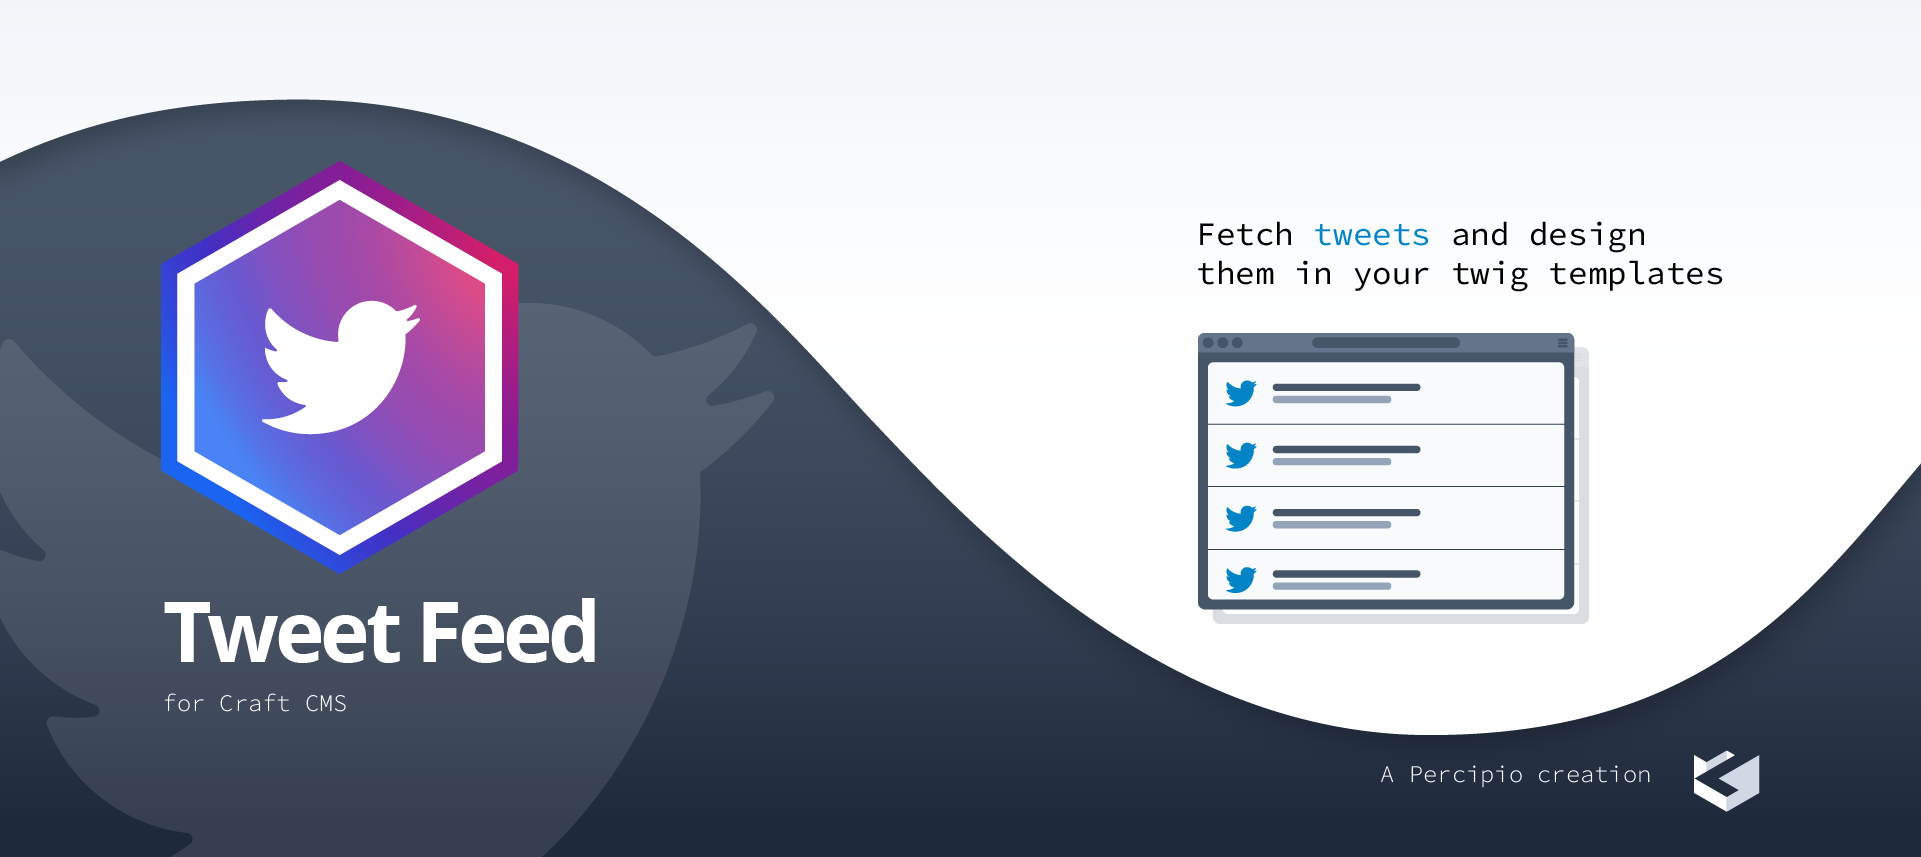 Fetch tweets and design
them in your twig templates
Tweet Feed
for Craft CMS
A Percipio creation